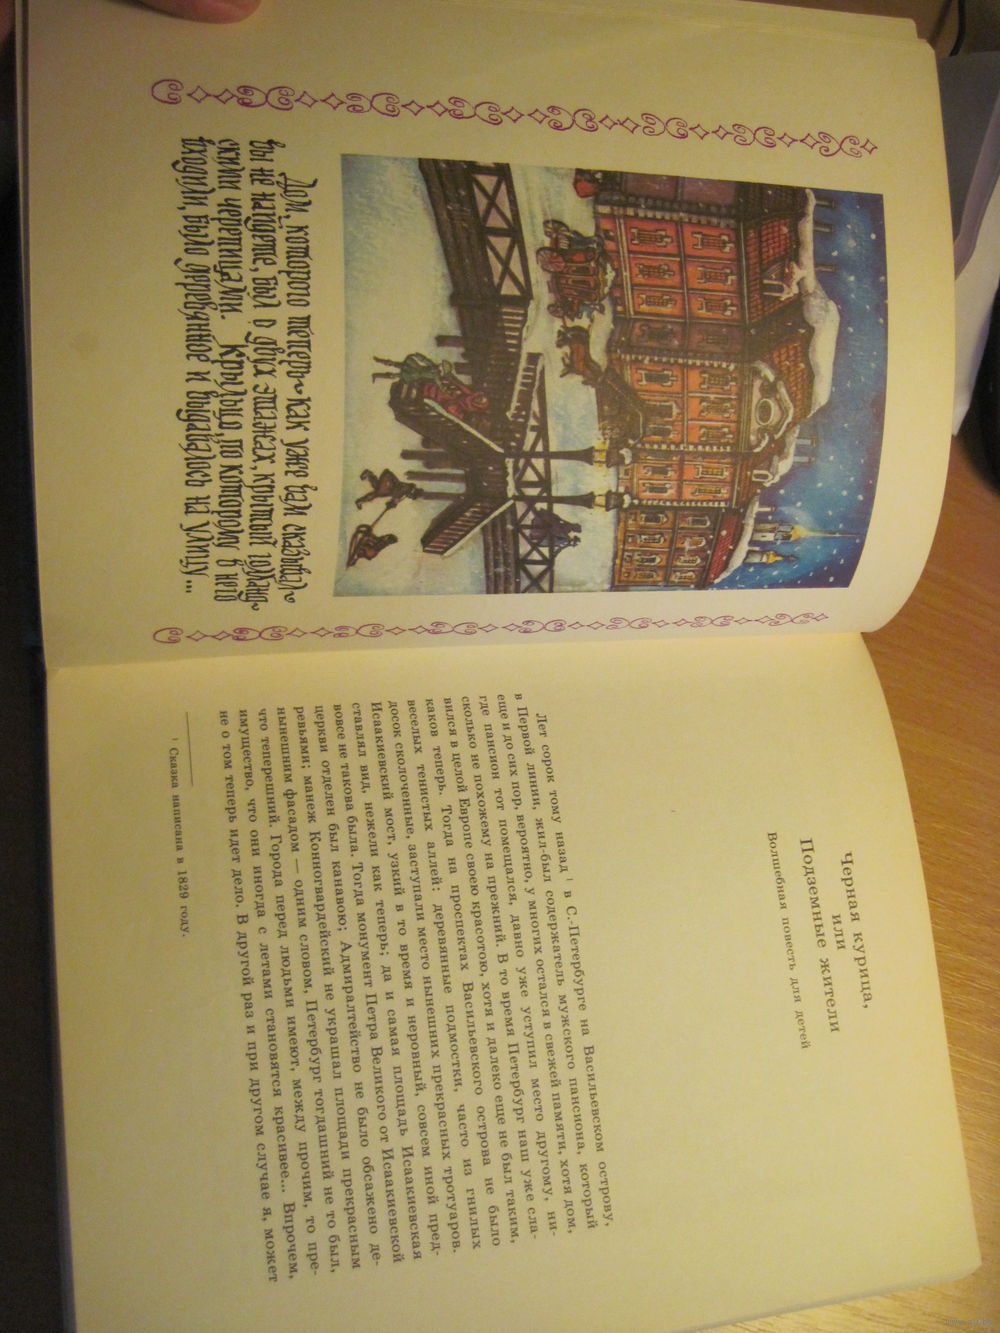 Дом, которого теперь, как уже вам сказывал,
вы не найдете, был о двух этажах, крытый голланд-
скими черепицами. Крыльцо, по которому в него
входили, было деревянное и выдавалось на улицу...
Черная курица,
или
Подземные жители
Волшебная повесть для детей
Лет сорок тому назад ¹ в С.-Петербурге на Васильевском острову,
в Первой линии, жил-был содержатель мужского пансиона, который
еще и до сих пор, вероятно, у многих остался в свежей памяти, хотя дом,
где пансион тот помещался, давно уже уступил место другому, ни-
сколько не похожему на прежний. В то время Петербург наш уже сла-
вился в целой Европе своею красотою, хотя и далеко еще не был таким,
каков теперь. Тогда на проспектах Васильевского острова не было
веселых тенистых аллей: деревянные подмостки, часто из гнилых
досок сколоченные, заступали место нынешних прекрасных тротуаров.
Исаакиевский мост, узкий в то время и неровный, совсем иной пред-
ставлял вид, нежели как теперь; да и самая площадь Исаакиевская
вовсе не такова была. Тогда монумент Петра Великого от Исаакиевской
церкви отделен был канавою; Адмиралтейство не было обсажено де-
ревьями; манеж Конногвардейский не украшал площади прекрасным
нынешним фасадом — одним словом, Петербург тогдашний не то был,
что теперешний. Города перед людьми имеют, между прочим, то пре-
имущество, что они иногда с летами становятся красивее... Впрочем,
не о том теперь идет дело. В другой раз и при другом случае я, может
¹ Сказка написана в 1829 году.